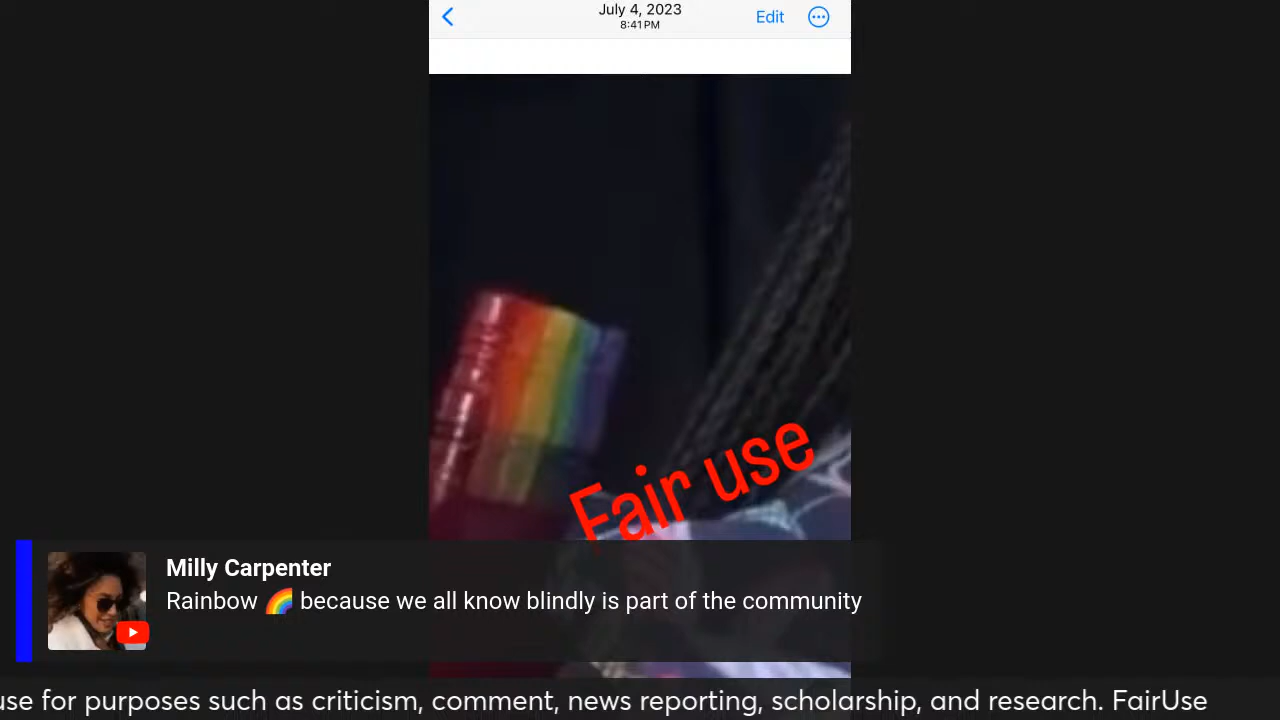 July 4, 2023
8:41 PM
Edit
Fair use
Milly Carpenter
Rainbow 🌈 because we all know blindly is part of the community
use for purposes such as criticism, comment, news reporting, scholarship, and research. FairUse